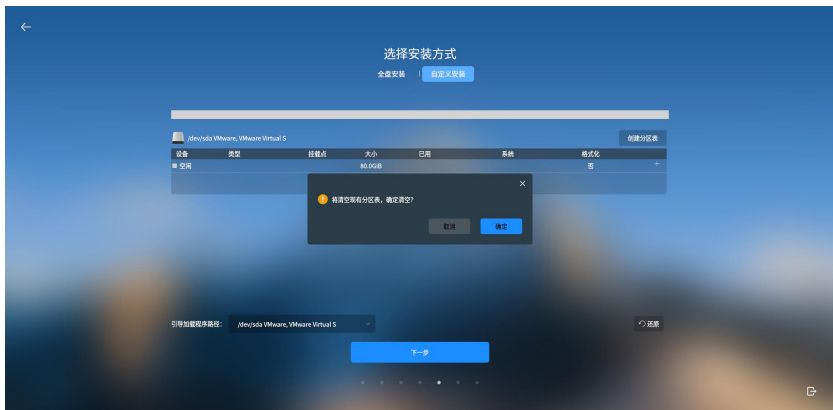 选择安装方式
全盘安装 | 自定义安装
/dev/sda VMware, VMware Virtual S 创建分区表
设备 类型 挂载点 大小 已用 系统 格式化
空闲 80.0GiB 否 +
! 将清空现有分区表，确定清空?
取消 确定
引导加载程序路径: /dev/sda VMware, VMware Virtual S 还原
下一步